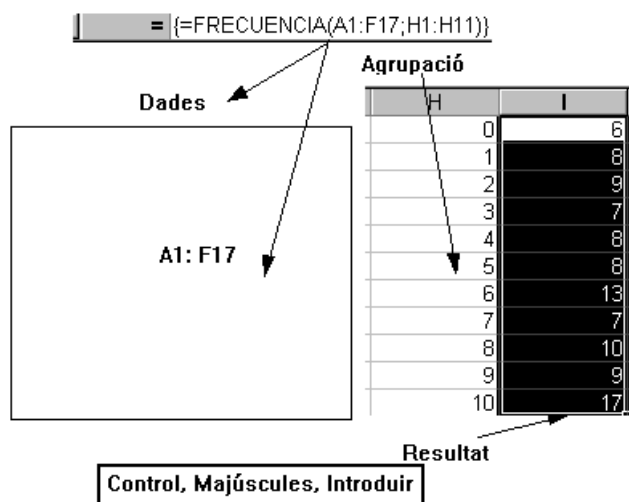 = {=FRECUENCIA(A1:F17;H1:H11)}
Agrupació
Dades
H I
0 6
1 8
2 9
3 7
4 8
A1: F17
5 8
6 13
7 7
8 10
9 9
10 17
Resultat
Control, Majúscules, Introduir